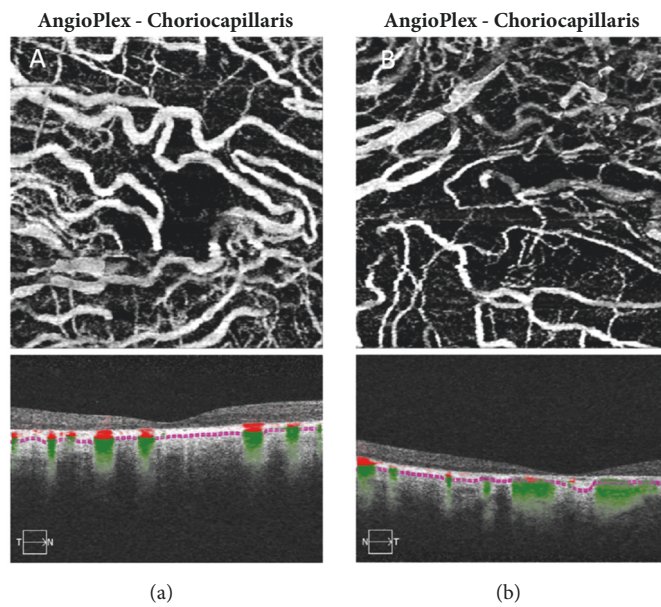 AngioPlex - Choriocapillaris
AngioPlex - Choriocapillaris
A
B
T N
N T
(a)
(b)